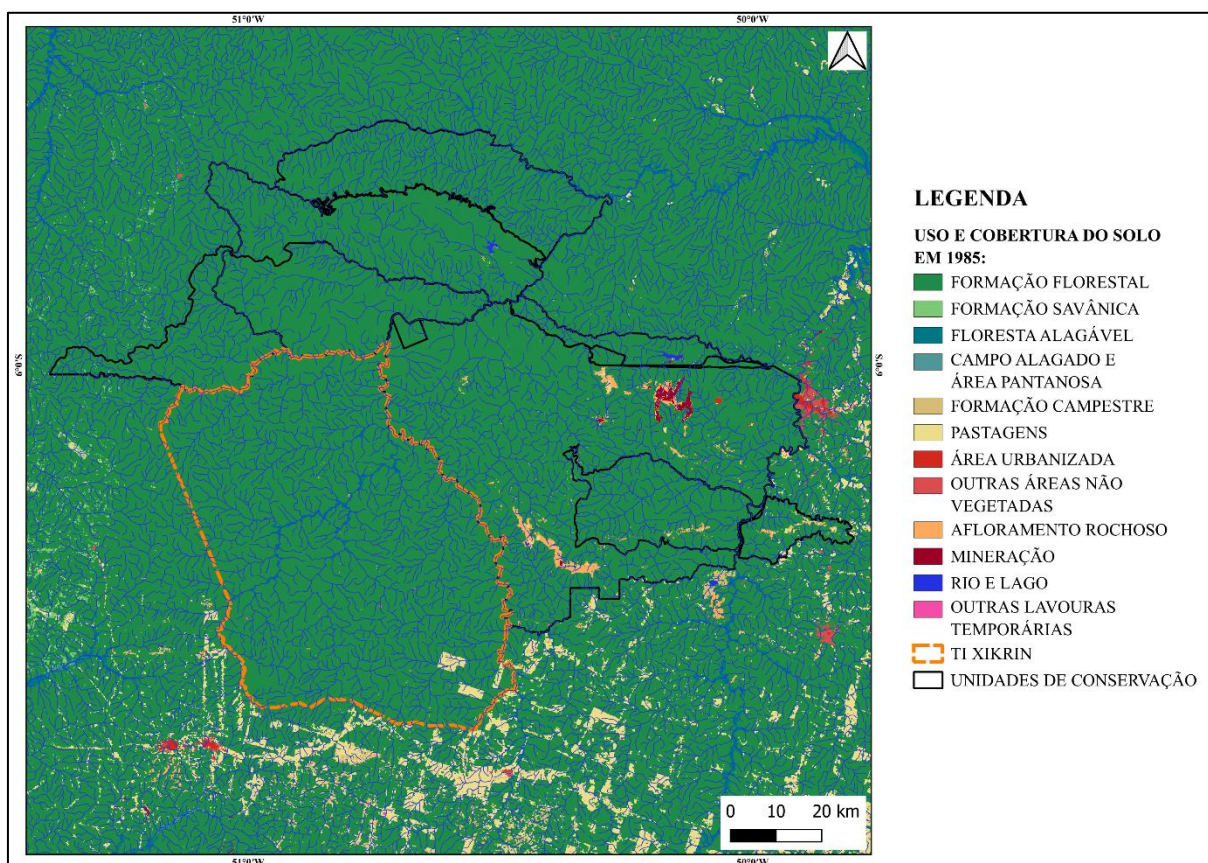 51°0'W
50°0'W
6°0'S
6°0'S
LEGENDA
USO E COBERTURA DO SOLO
EM 1985:
FORMAÇÃO FLORESTAL
FORMAÇÃO SAVÂNICA
FLORESTA ALAGÁVEL
CAMPO ALAGADO E
ÁREA PANTANOSA
FORMAÇÃO CAMPESTRE
PASTAGENS
ÁREA URBANIZADA
OUTRAS ÁREAS NÃO
VEGETADAS
AFLORAMENTO ROCHOSO
MINERAÇÃO
RIO E LAGO
OUTRAS LAVOURAS
TEMPORÁRIAS
TI XIKRIN
UNIDADES DE CONSERVAÇÃO
0 10 20 km
51°0'W
50°0'W